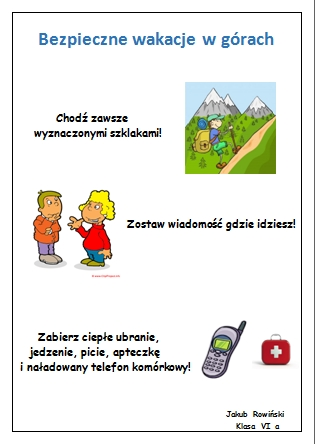 Bezpieczne wakacje w górach
Chodź zawsze
wyznaczonymi szklakami!
Zostaw wiadomość gdzie idziesz!
Zabierz ciepłe ubranie,
jedzenie, picie, apteczkę
i naładowany telefon komórkowy!
Jakub Rowiński
Klasa VI a